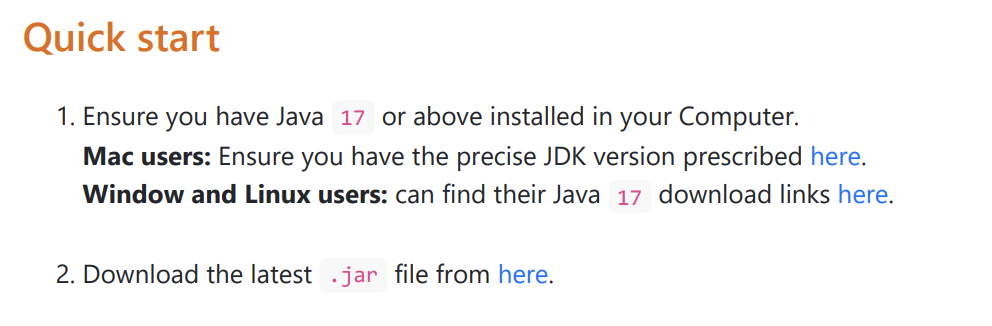 Quick start
1. Ensure you have Java 17 or above installed in your Computer.
Mac users: Ensure you have the precise JDK version prescribed here.
Window and Linux users: can find their Java 17 download links here.
2. Download the latest .jar file from here.